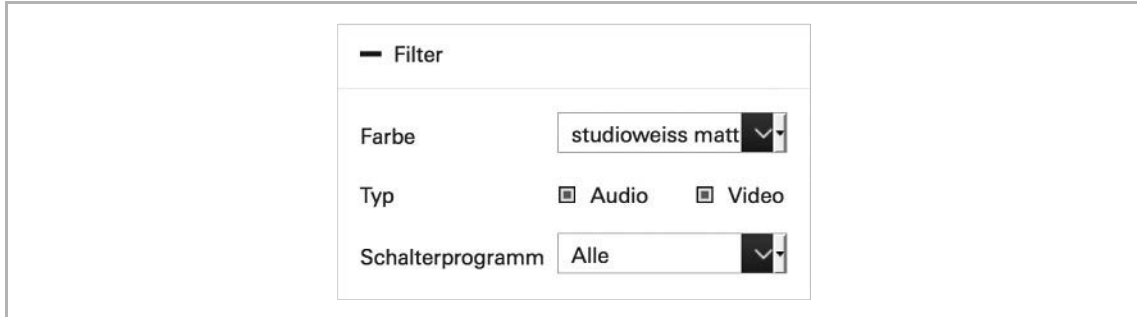 Filter
Farbe studioweiss matt
Typ Audio Video
Schalterprogramm Alle